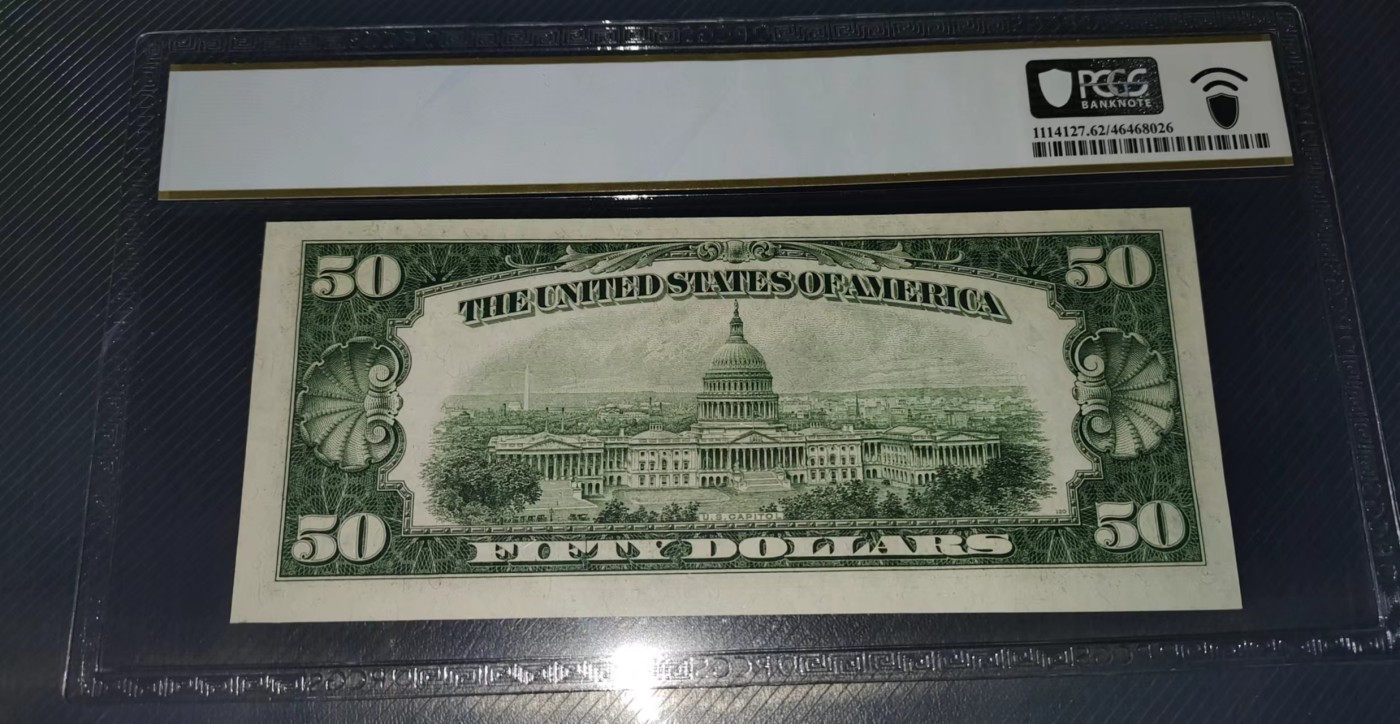 PCGS
BANKNOTE
1114127.62/46468026
50 50
THE UNITED STATES OF AMERICA
U.S. CAPITOL
50 50
FIFTY DOLLARS